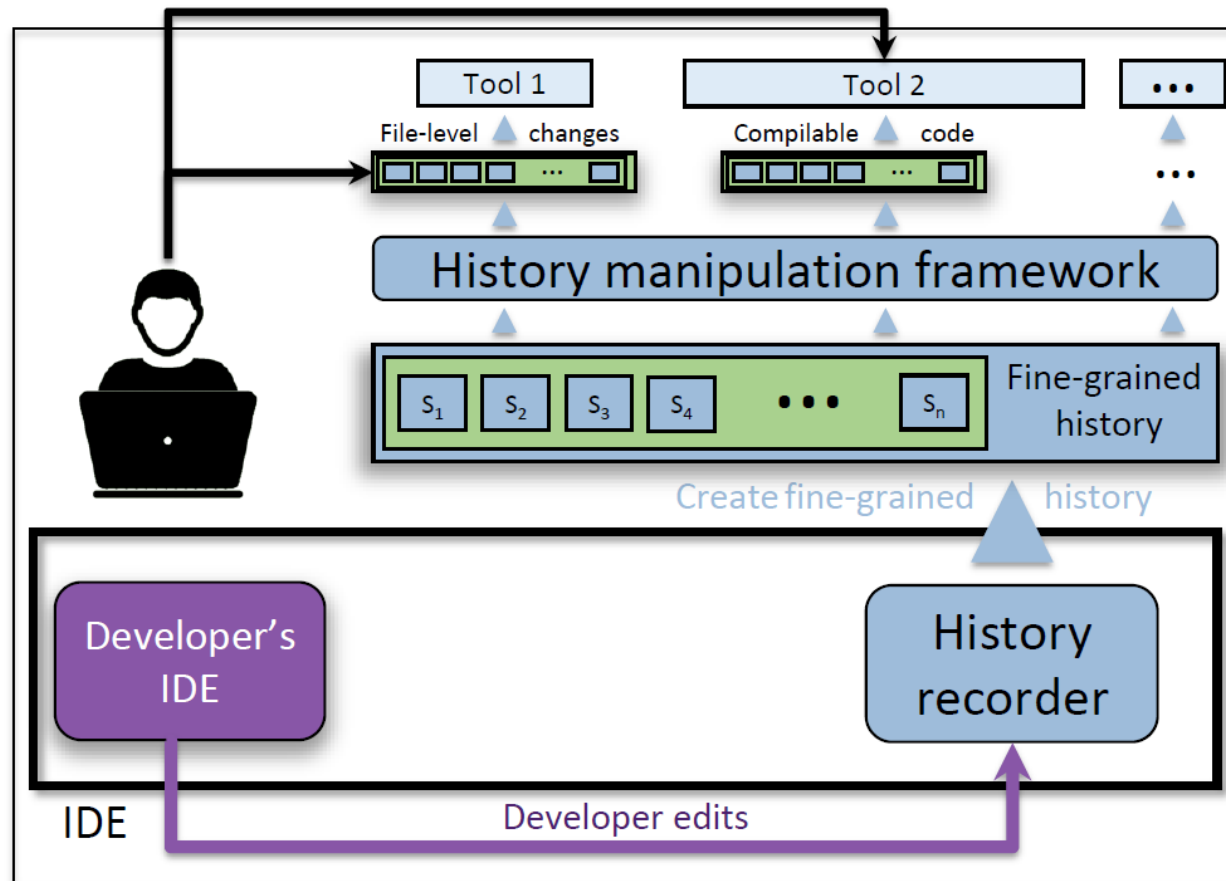 Tool 1
Tool 2
...
File-level changes
Compilable code
...
...
...
History manipulation framework
S1
S2
S3
S4
...
Sn
Fine-grained
history
Create fine-grained history
Developer's
IDE
History
recorder
IDE
Developer edits